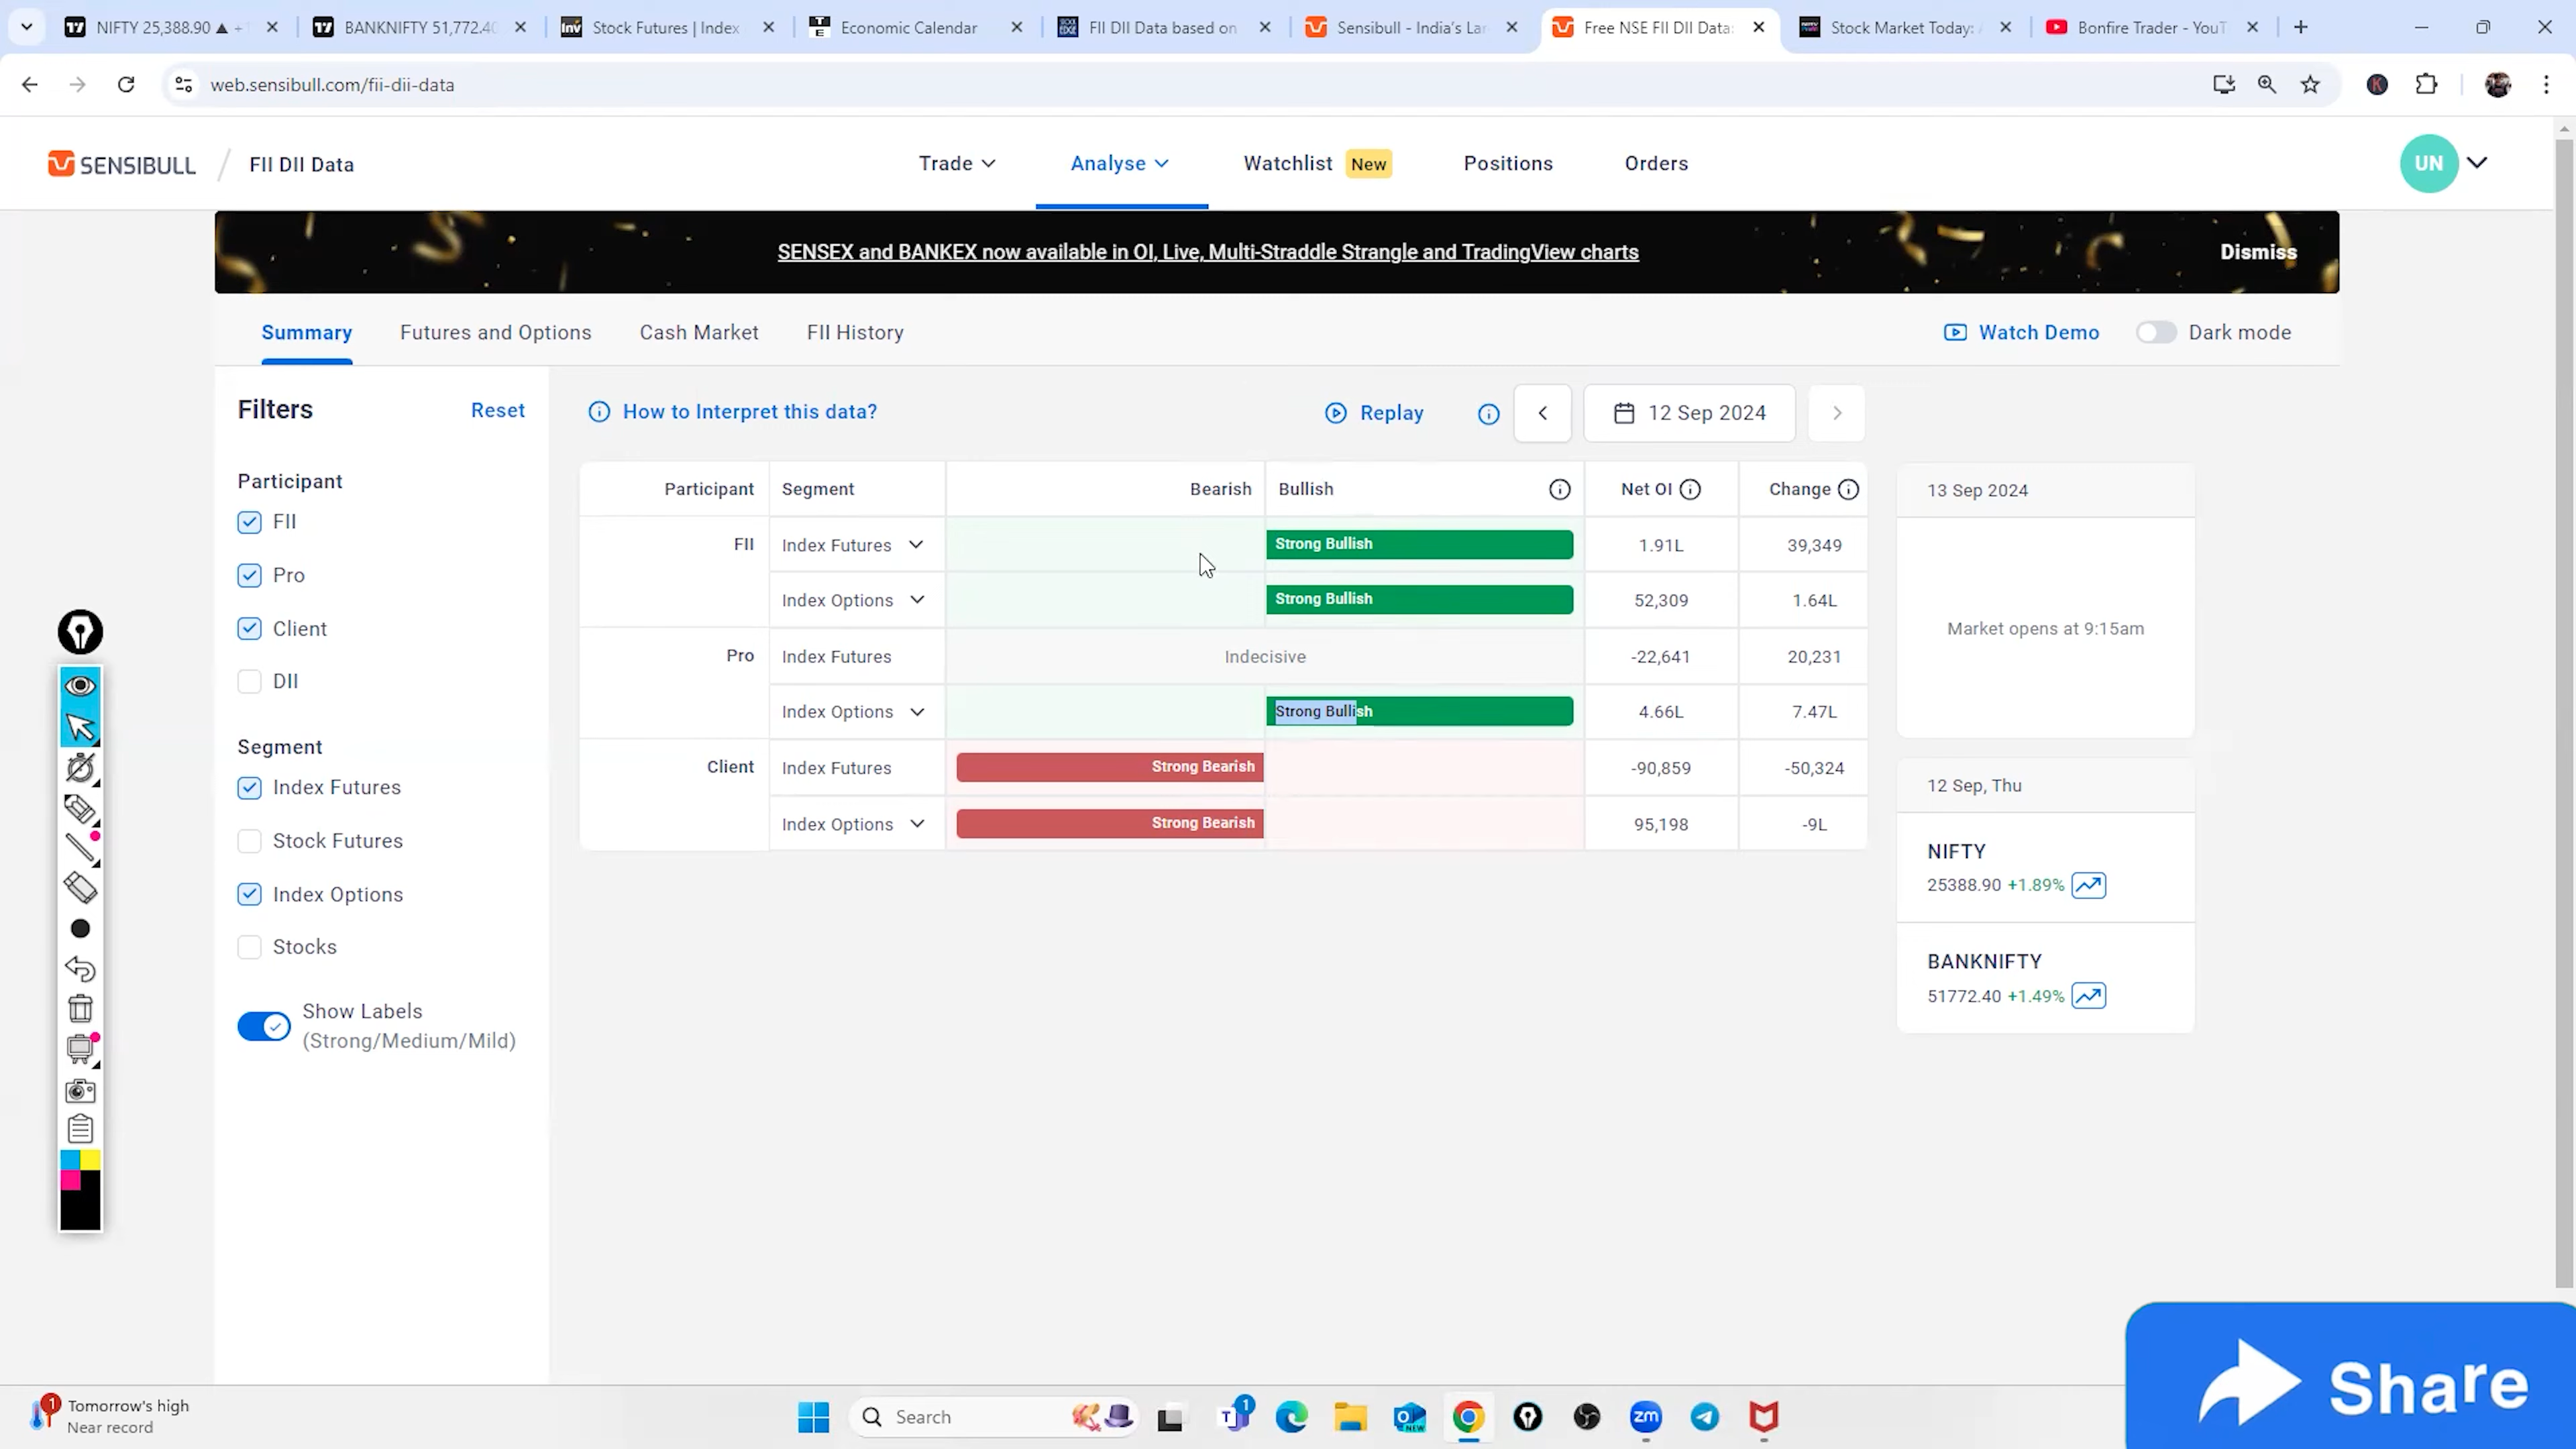 NIFTY 25,388.90 ▲ +
BANKNIFTY 51,772.40
Inv Stock Futures | Index
TE Economic Calendar
STOCK EDGE FII DII Data based on
Sensibull - India's Lar
Free NSE FII DII Data:
Stock Market Today:
Bonfire Trader - YouT
web.sensibull.com/fii-dii-data
K
SENSIBULL / FII DII Data
Trade
Analyse
Watchlist New
Positions
Orders
UN
SENSEX and BANKEX now available in OI, Live, Multi-Straddle Strangle and TradingView charts
Dismiss
Summary
Futures and Options
Cash Market
FII History
Watch Demo
Dark mode
Filters
Reset
Participant
FII
Pro
Client
DII
Segment
Index Futures
Stock Futures
Index Options
Stocks
Show Labels
(Strong/Medium/Mild)
How to Interpret this data?
Replay
12 Sep 2024
Participant Segment Bearish Bullish Net OI Change
FII Index Futures Strong Bullish 1.91L 39,349
Index Options Strong Bullish 52,309 1.64L
Pro Index Futures Indecisive -22,641 20,231
Index Options Strong Bullish 4.66L 7.47L
Client Index Futures Strong Bearish -90,859 -50,324
Index Options Strong Bearish 95,198 -9L
13 Sep 2024
Market opens at 9:15am
12 Sep, Thu
NIFTY
25388.90 +1.89%
BANKNIFTY
51772.40 +1.49%
Share
1
Tomorrow's high
Near record
Search
T 1
O NEW
zm